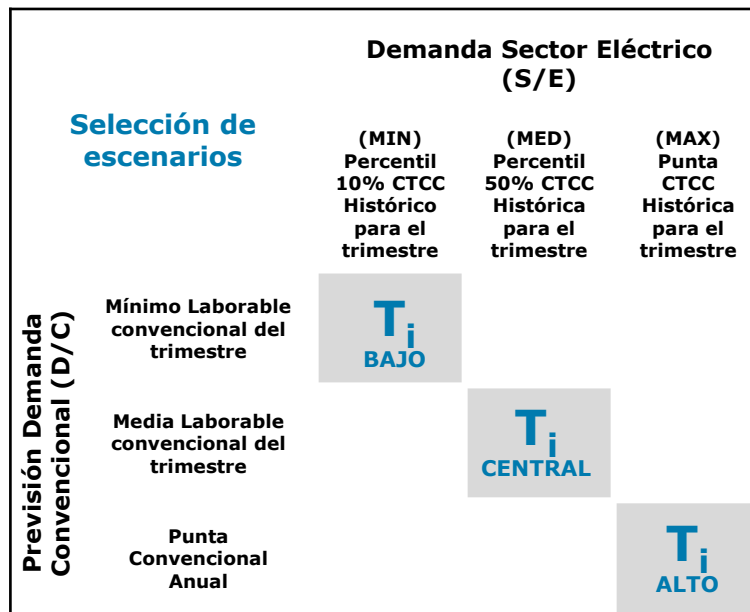 Demanda Sector Eléctrico
(S/E)
Selección de
escenarios
(MIN)
Percentil
10% CTCC
Histórico
para el
trimestre
(MED)
Percentil
50% CTCC
Histórica
para el
trimestre
(MAX)
Punta
CTCC
Histórica
para el
trimestre
Previsión Demanda
Convencional (D/C)
Mínimo Laborable
convencional del
trimestre
Ti
BAJO
Media Laborable
convencional del
trimestre
Ti
CENTRAL
Punta
Convencional
Anual
Ti
ALTO